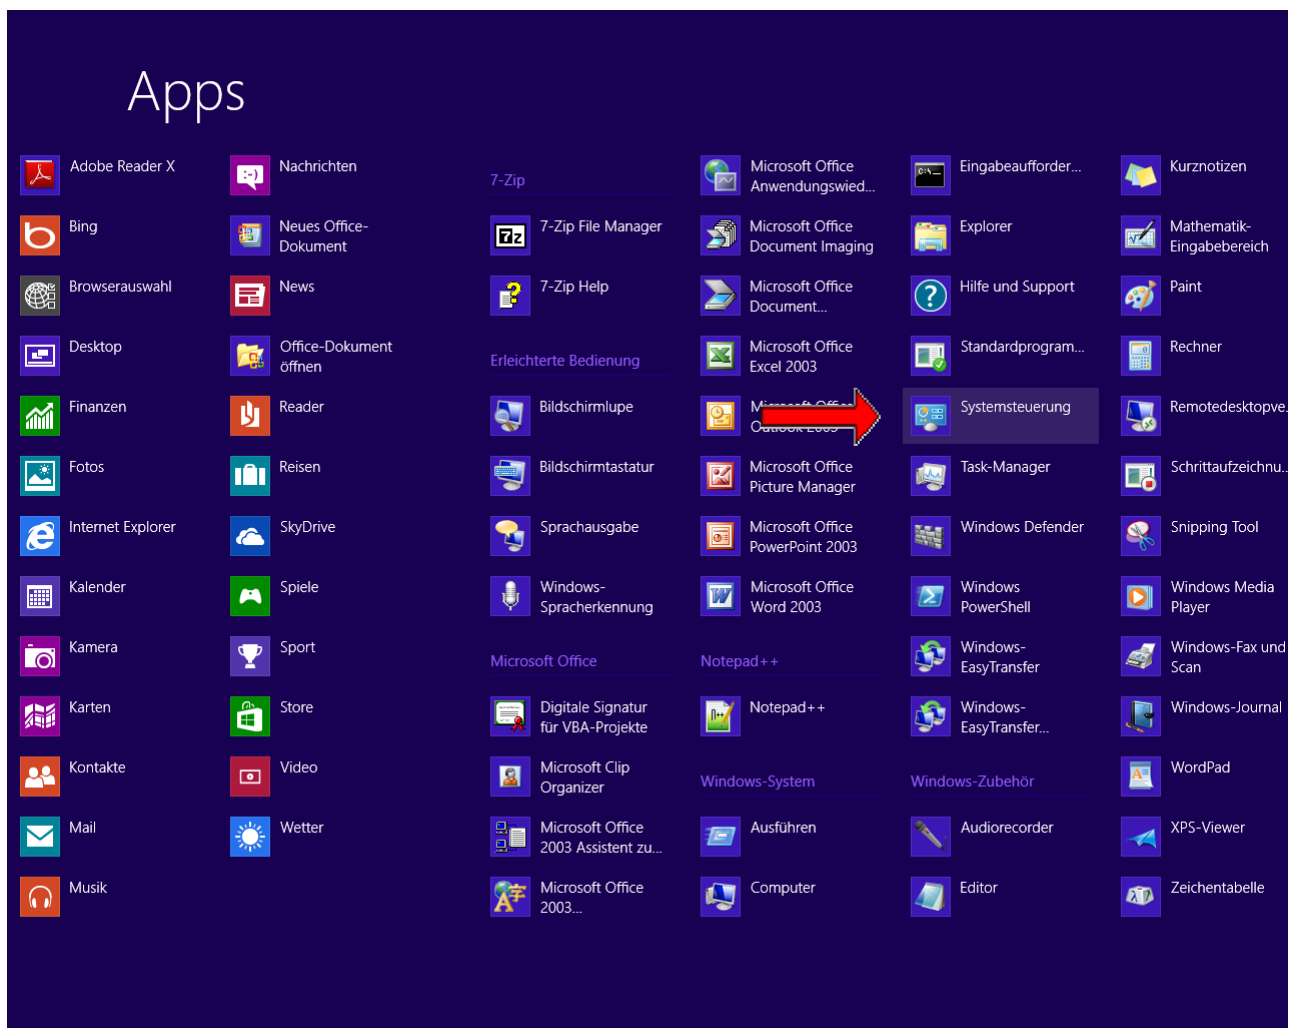 Apps
Adobe Reader X
Bing
Browserauswahl
Desktop
Finanzen
Fotos
Internet Explorer
Kalender
Kamera
Karten
Kontakte
Mail
Musik
Nachrichten
Neues Office-
Dokument
News
Office-Dokument
öffnen
Reader
Reisen
SkyDrive
Spiele
Sport
Store
Video
Wetter
7-Zip
7-Zip File Manager
7-Zip Help
Erleichterte Bedienung
Bildschirmlupe
Bildschirmtastatur
Sprachausgabe
Windows-
Spracherkennung
Microsoft Office
Digitale Signatur
für VBA-Projekte
Microsoft Clip
Organizer
Microsoft Office
2003 Assistent zu...
Microsoft Office
2003...
Microsoft Office
Anwendungswied...
Microsoft Office
Document Imaging
Microsoft Office
Document...
Microsoft Office
Excel 2003
Microsoft Office
Outlook 2003
Microsoft Office
Picture Manager
Microsoft Office
PowerPoint 2003
Microsoft Office
Word 2003
Notepad++
Notepad++
Windows-System
Ausführen
Computer
Eingabeaufforder...
Explorer
Hilfe und Support
Standardprogram...
Systemsteuerung
Task-Manager
Windows Defender
Windows
PowerShell
Windows-
EasyTransfer
Windows-
EasyTransfer...
Windows-Zubehör
Audiorecorder
Editor
Kurznotizen
Mathematik-
Eingabebereich
Paint
Rechner
Remotedesktopve.
Schrittaufzeichnu..
Snipping Tool
Windows Media
Player
Windows-Fax und
Scan
Windows-Journal
WordPad
XPS-Viewer
Zeichentabelle